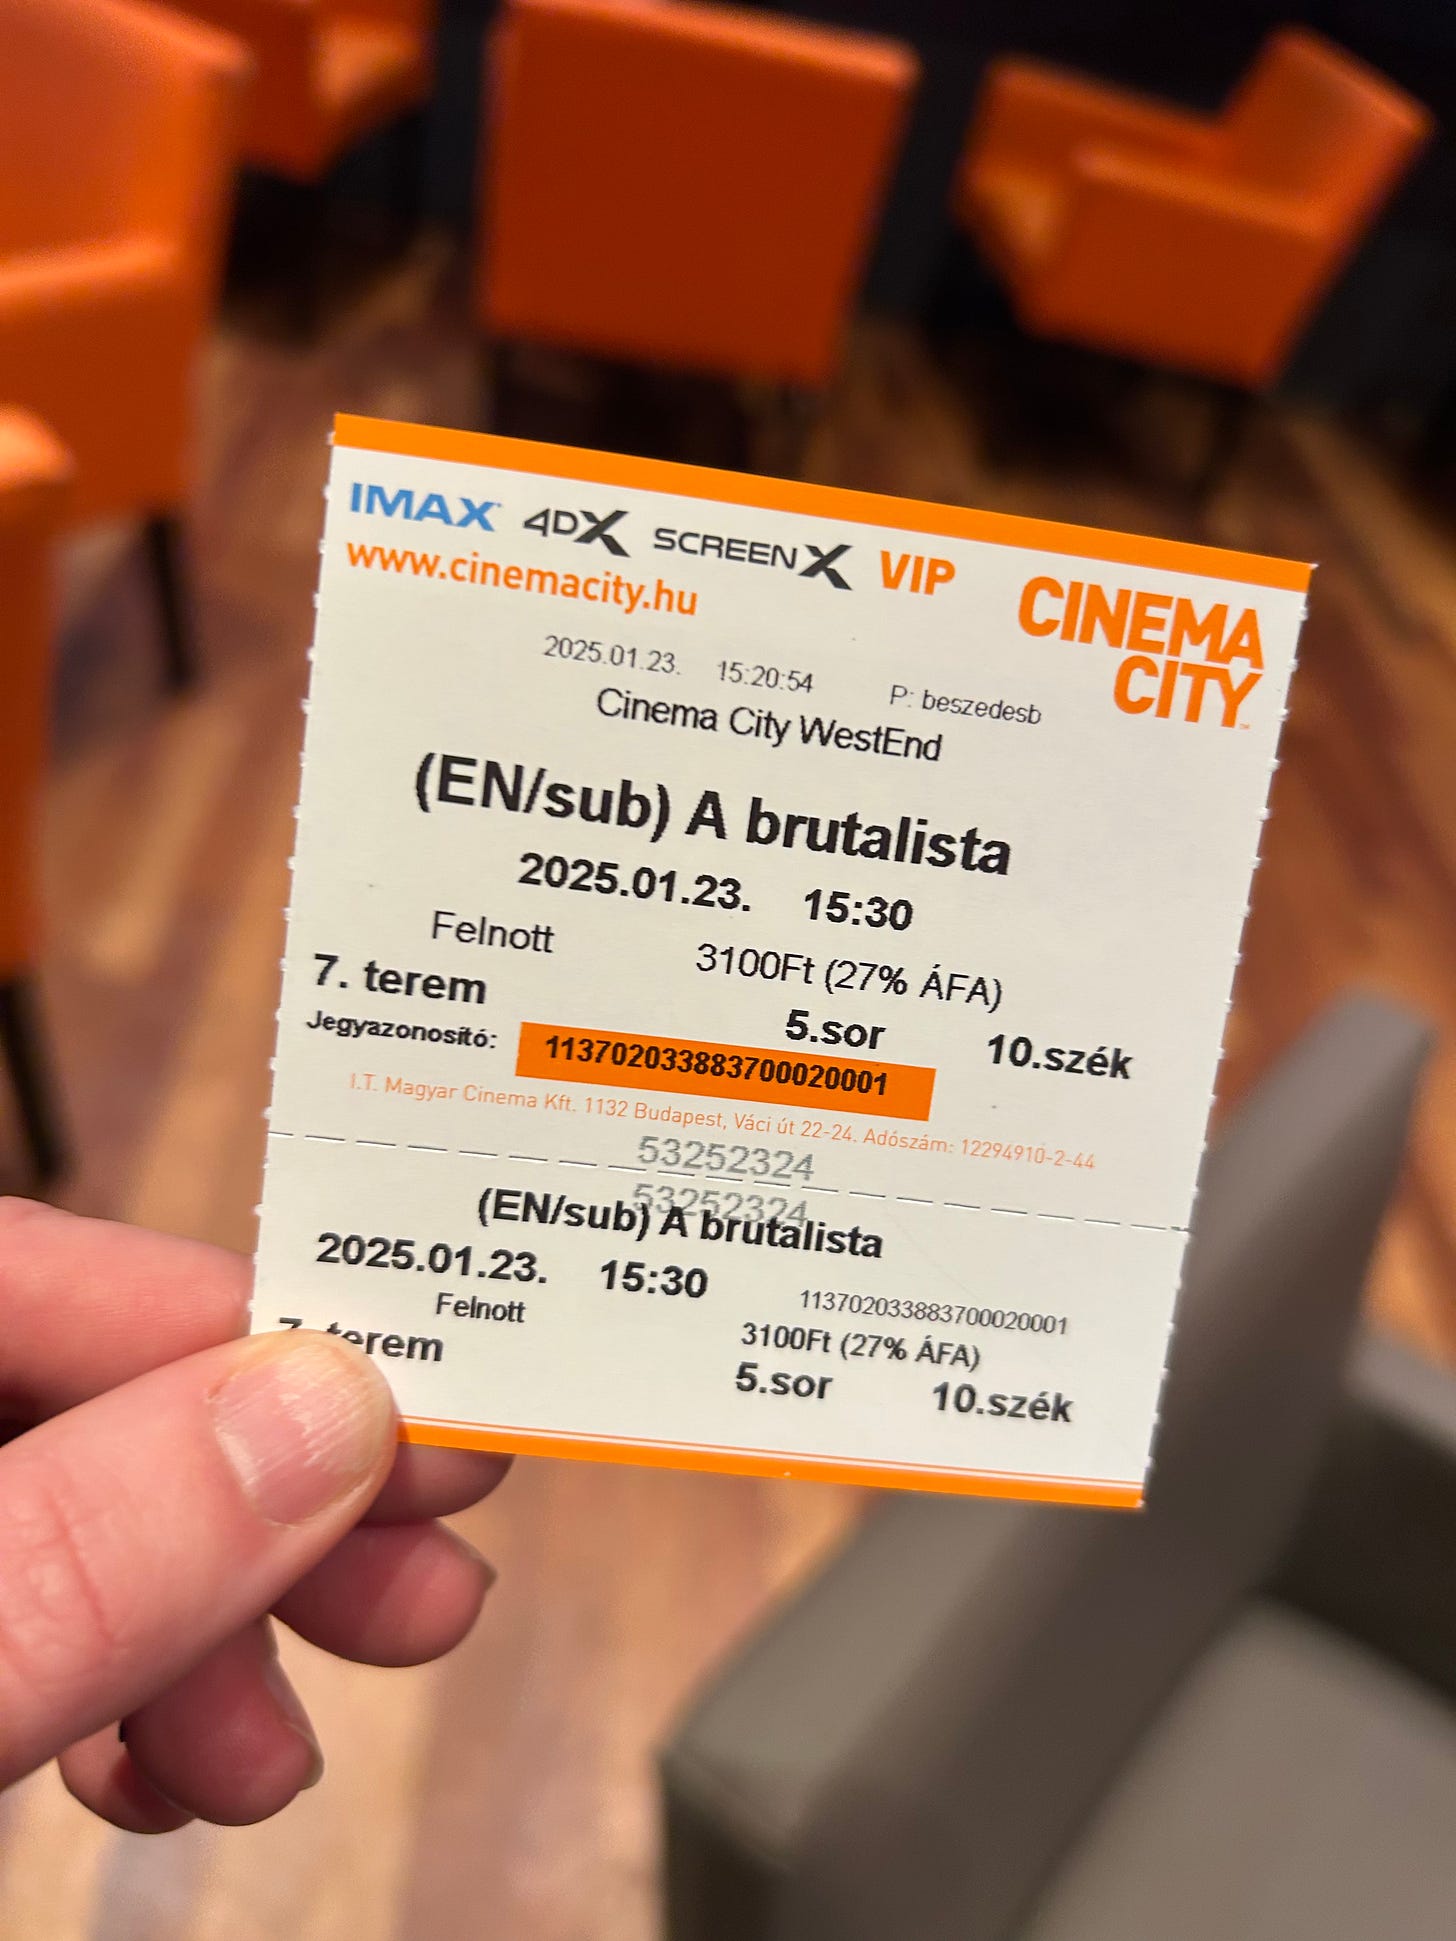 IMAX 4DX SCREENX VIP
CINEMA CITY
www.cinemacity.hu
2025.01.23. 15:20:54 P: beszedesb
Cinema City WestEnd
(EN/sub) A brutalista
2025.01.23. 15:30
Felnott 3100Ft (27% ÁFA)
7. terem 5.sor 10.szék
Jegyazonosító: 113702033883700020001
I.T. Magyar Cinema Kft. 1132 Budapest, Váci út 22-24. Adószám: 12294910-2-44
53252324
53252324
(EN/sub) A brutalista
2025.01.23. 15:30
113702033883700020001
Felnott 3100Ft (27% ÁFA)
7. terem 5.sor 10.szék